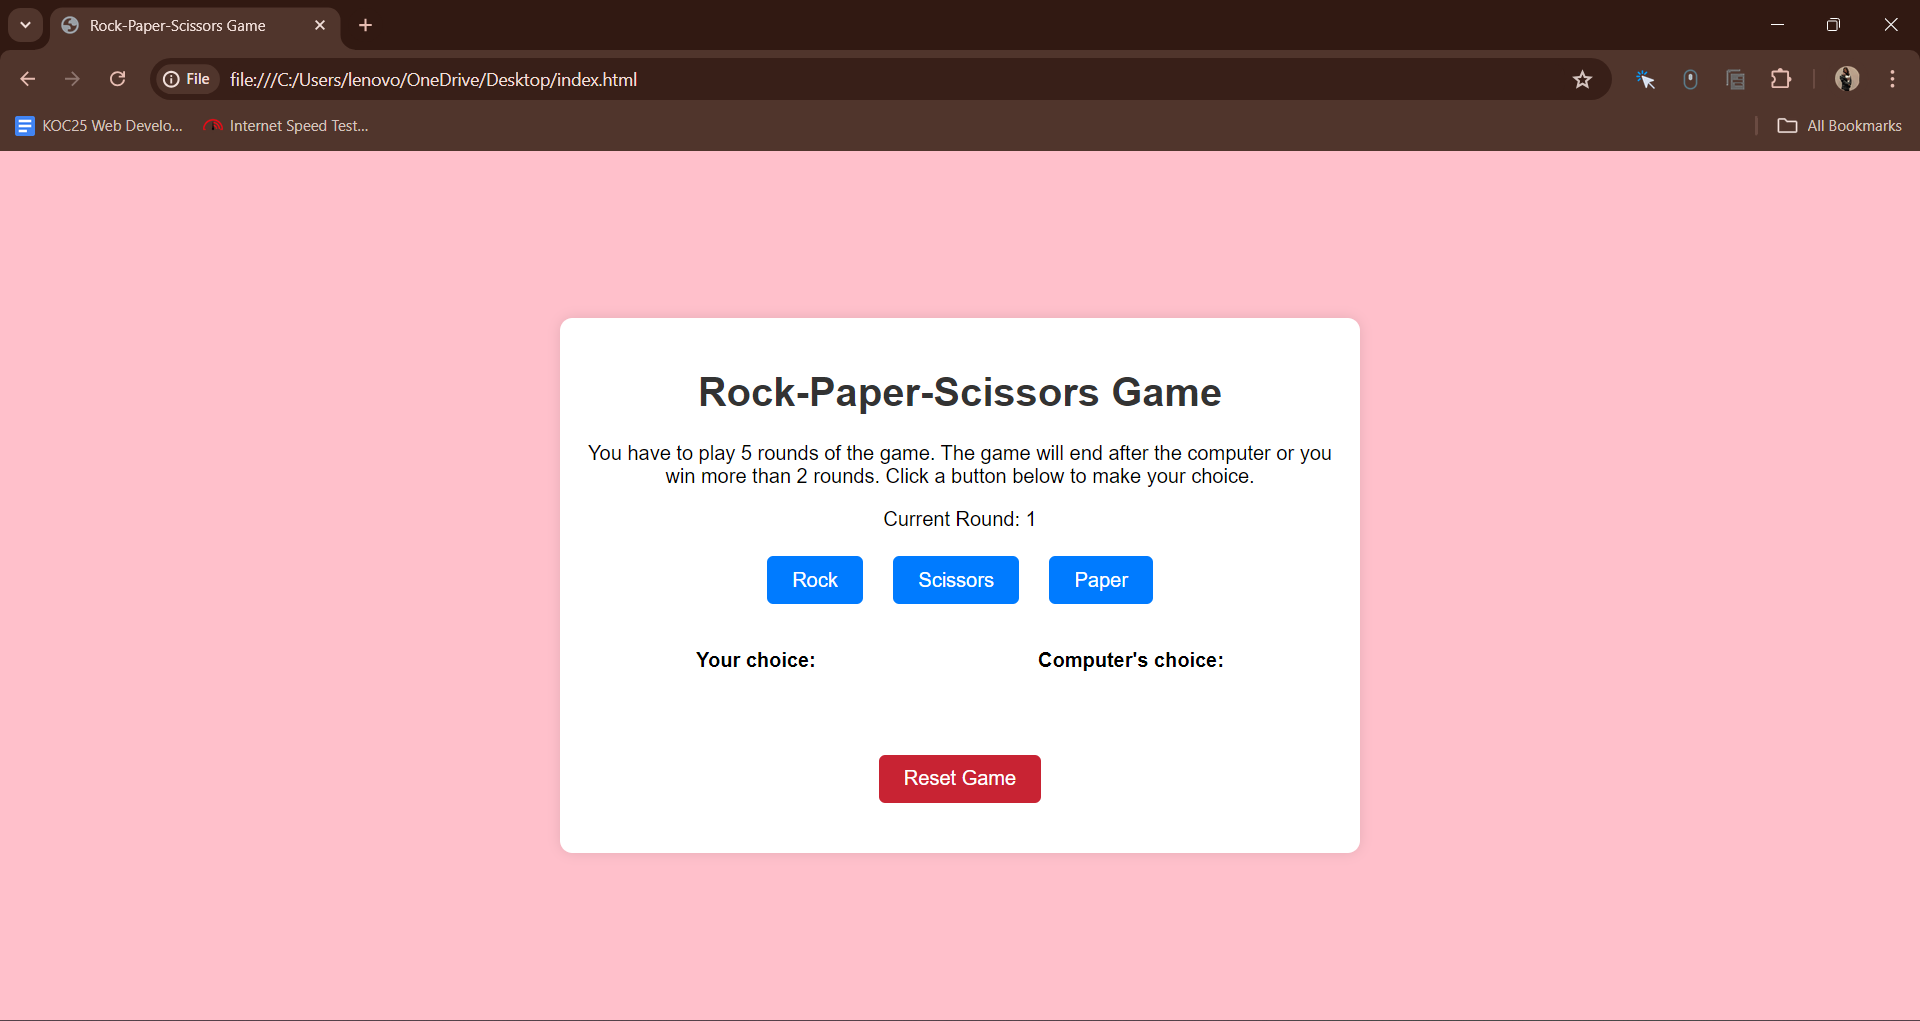 Rock-Paper-Scissors Game
File file:///C:/Users/lenovo/OneDrive/Desktop/index.html
KOC25 Web Develo... Internet Speed Test... All Bookmarks
Rock-Paper-Scissors Game
You have to play 5 rounds of the game. The game will end after the computer or you
win more than 2 rounds. Click a button below to make your choice.
Current Round: 1
Rock Scissors Paper
Your choice: Computer's choice:
Reset Game